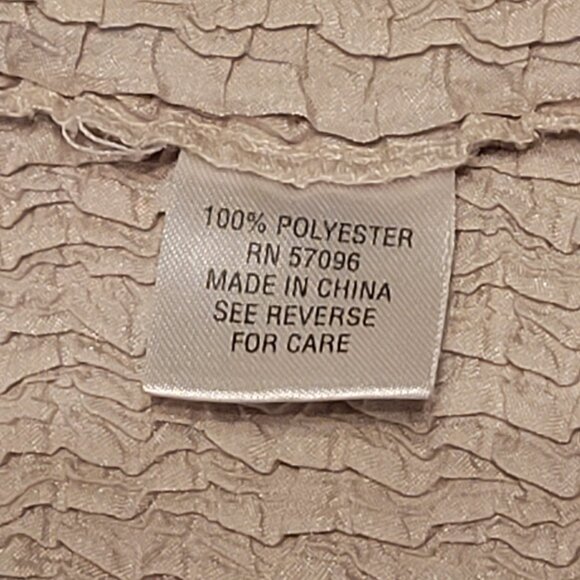 100% POLYESTER
RN 57096
MADE IN CHINA
SEE REVERSE
FOR CARE